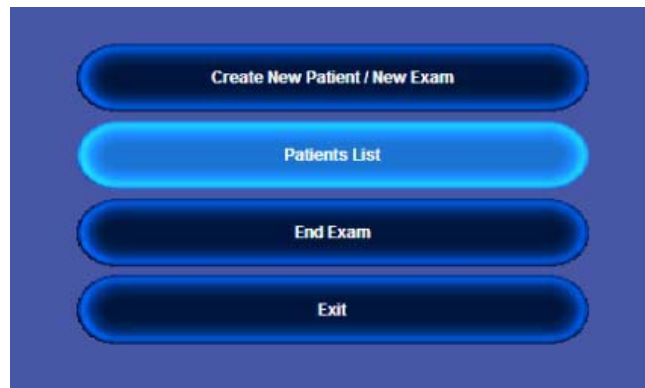 Create New Patient / New Exam
Patients List
End Exam
Exit